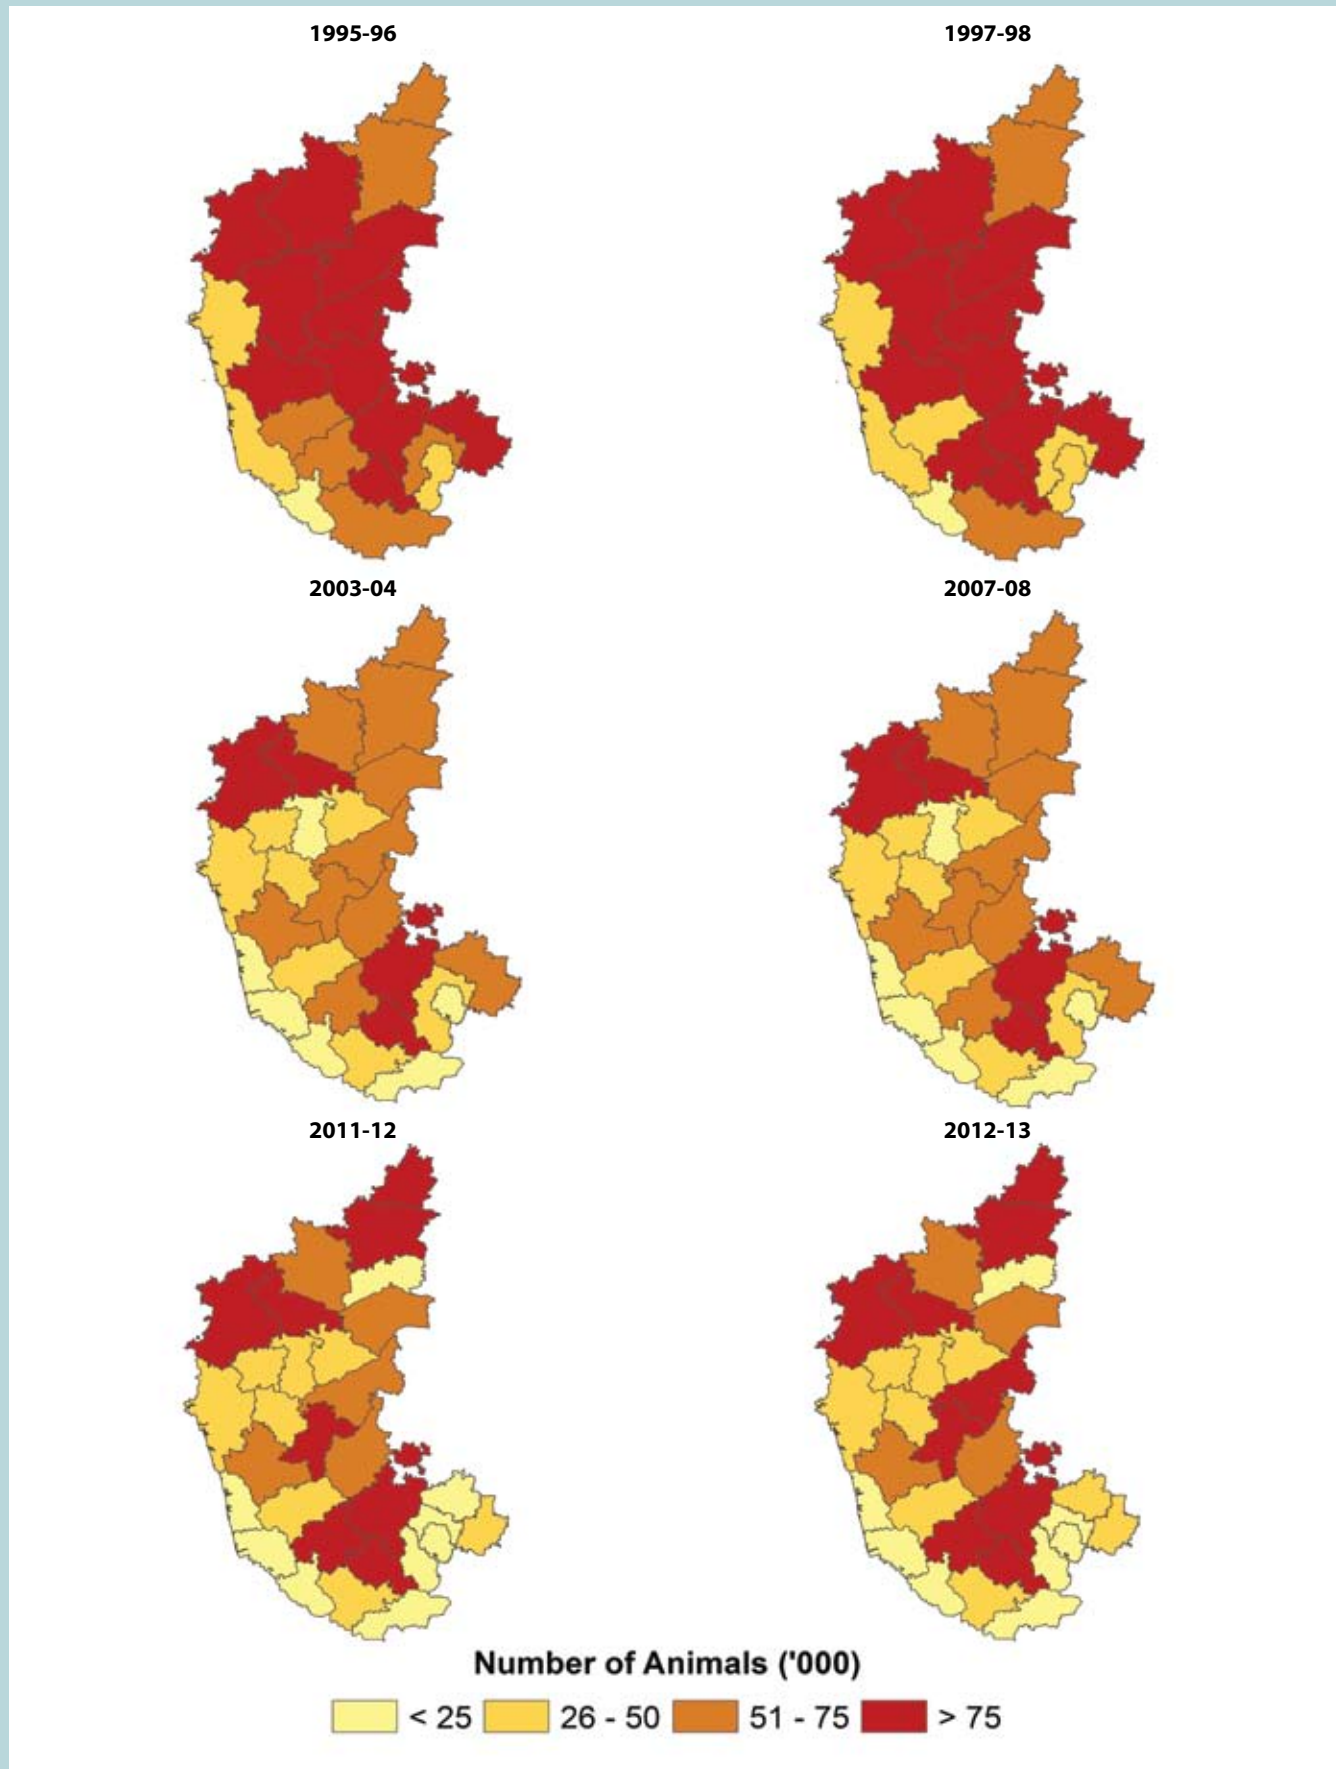 1995-96 1997-98
2003-04 2007-08
2011-12 2012-13
Number of Animals ('000)
< 25 26 - 50 51 - 75 > 75